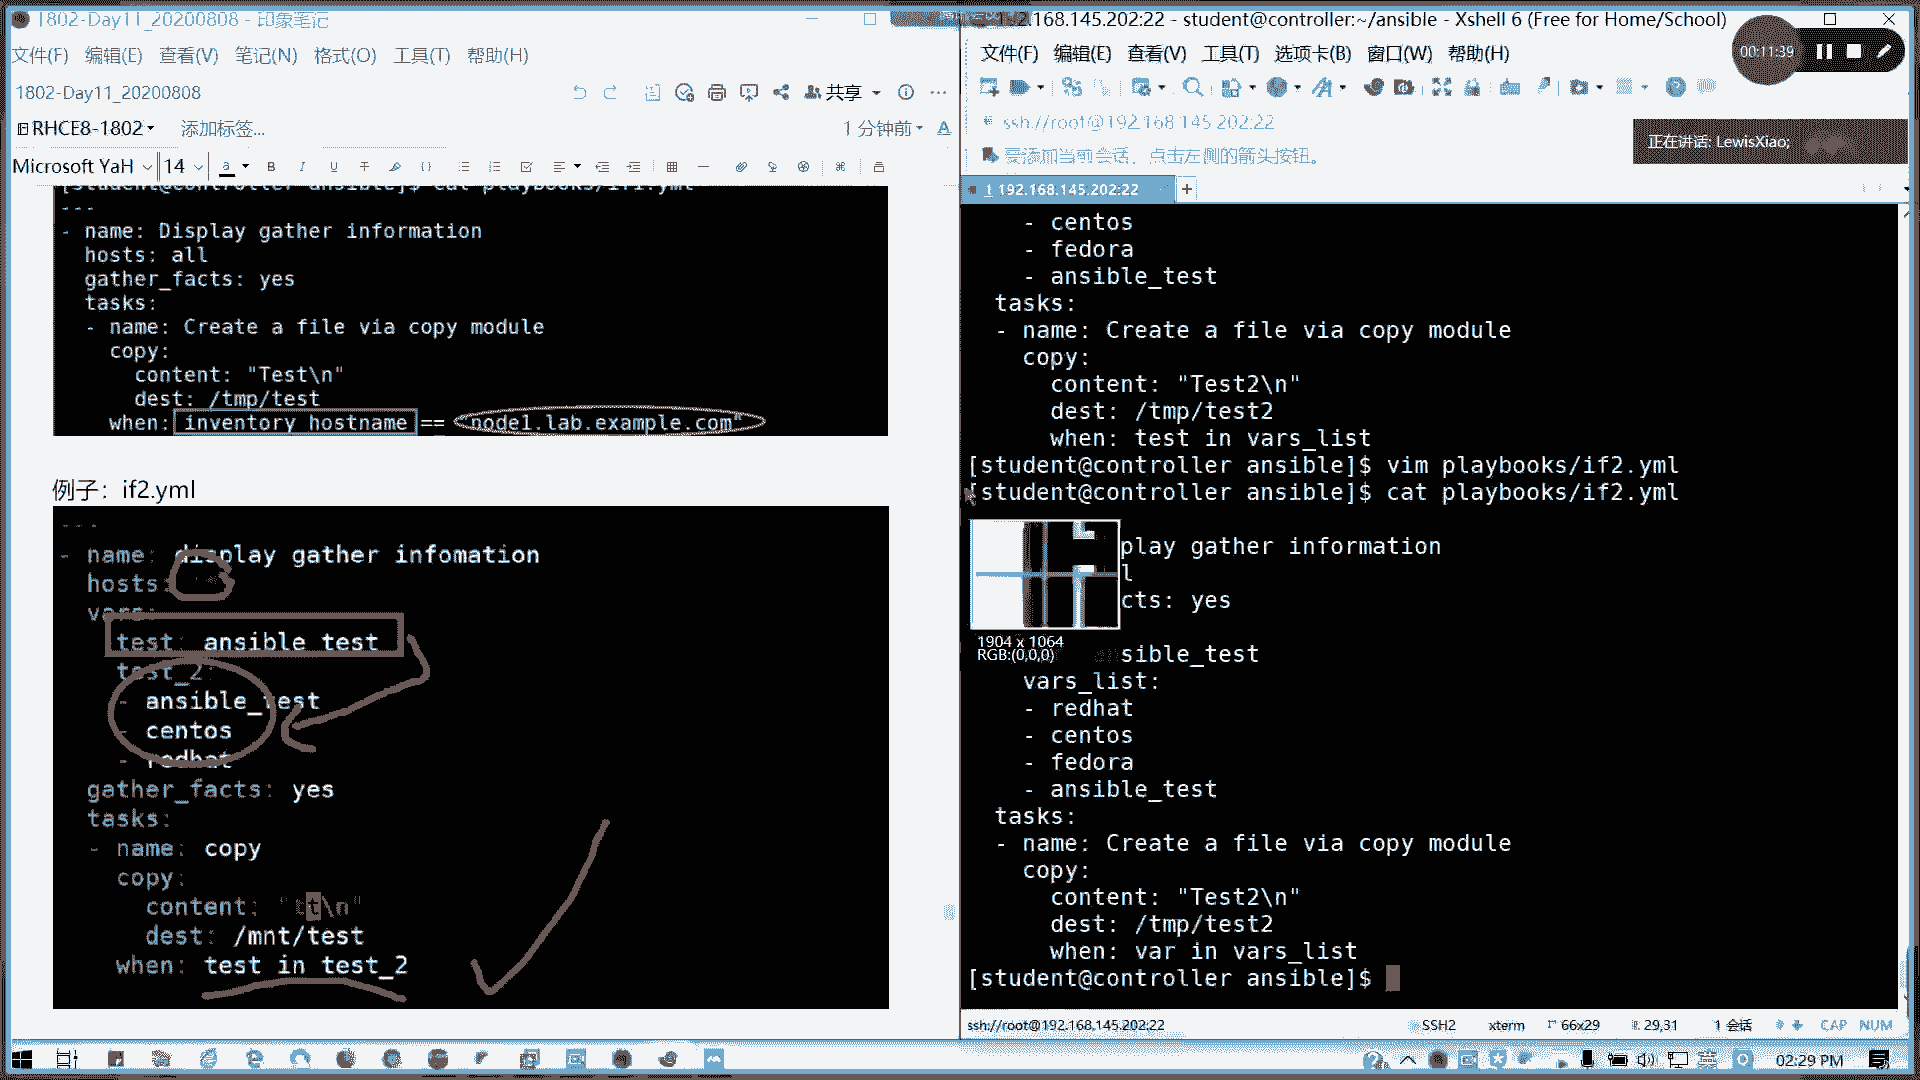 1802-Day11_20200808 - 印象笔记
文件(F) 编辑(E) 查看(V) 笔记(N) 格式(O) 工具(T) 帮助(H)
1802-Day11_20200808
共享
RHCE8-1802
添加标签...
1 分钟前
Microsoft YaH 14
[student@controller ansible]$ cat playbooks/if1.yml
---
- name: Display gather information
hosts: all
gather_facts: yes
tasks:
- name: Create a file via copy module
copy:
content: "Test\n"
dest: /tmp/test
when: inventory_hostname == "node1.lab.example.com"
例子：if2.yml
---
- name: display gather infomation
hosts:
vars:
test: ansible_test
test_2:
- ansible_test
- centos
- redhat
gather_facts: yes
tasks:
- name: copy
copy:
content: "tt\n"
dest: /mnt/test
when: test in test_2
192.168.145.202:22 - student@controller:~/ansible - Xshell 6 (Free for Home/School)
文件(F) 编辑(E) 查看(V) 工具(T) 选项卡(B) 窗口(W) 帮助(H)
00:11:39
ssh://root@192.168.145.202:22
正在讲话: LewisXiao;
要添加当前会话，点击左侧的箭头按钮。
1 192.168.145.202:22
- centos
- fedora
- ansible_test
tasks:
- name: Create a file via copy module
copy:
content: "Test2\n"
dest: /tmp/test2
when: test in vars_list
[student@controller ansible]$ vim playbooks/if2.yml
[student@controller ansible]$ cat playbooks/if2.yml
play gather information
l
cts: yes
1904 x 1064
RGB:(0,0,0)
sible_test
vars_list:
- redhat
- centos
- fedora
- ansible_test
tasks:
- name: Create a file via copy module
copy:
content: "Test2\n"
dest: /tmp/test2
when: var in vars_list
[student@controller ansible]$
ssh://root@192.168.145.202:22 SSH2 xterm 66x29 29,31 1 会话 CAP NUM
02:29 PM